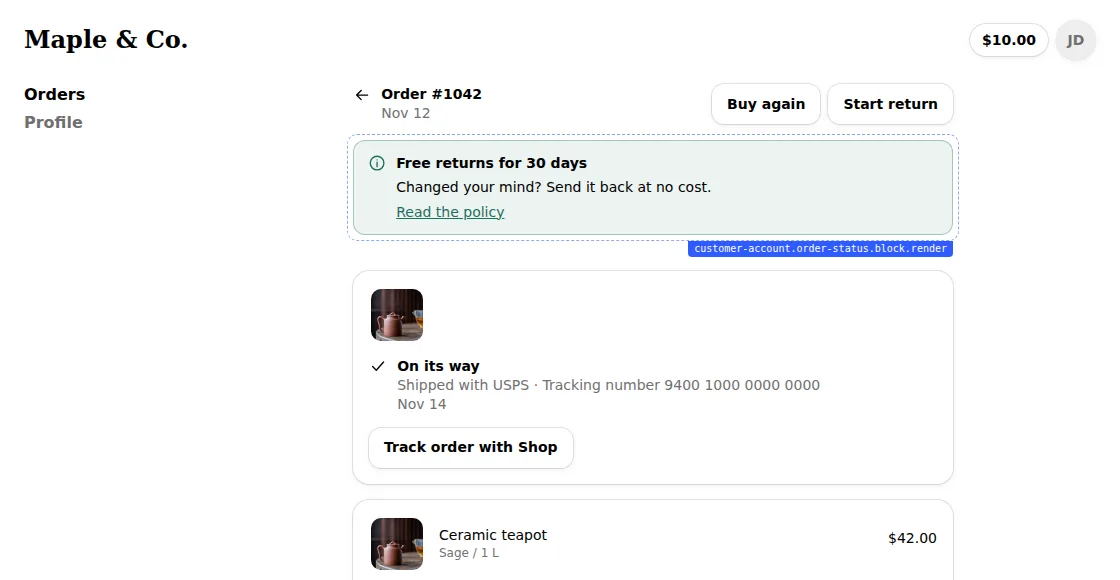 Maple & Co.
$10.00
JD
Orders
Profile
Order #1042
Nov 12
Buy again
Start return
Free returns for 30 days
Changed your mind? Send it back at no cost.
Read the policy
customer-account.order-status.block.render
On its way
Shipped with USPS · Tracking number 9400 1000 0000 0000
Nov 14
Track order with Shop
Ceramic teapot
$42.00
Sage / 1 L